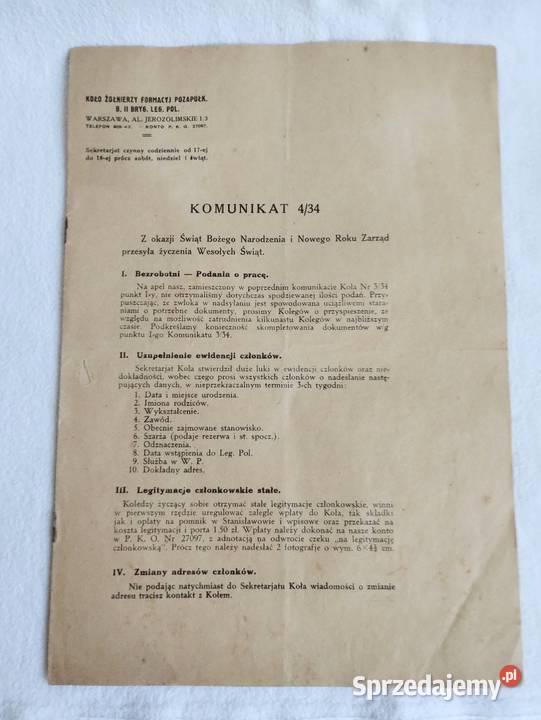 KOŁO ŻOŁNIERZY FORMACYJ POZAPUŁK.
B. II BRYG. LEG. POL.
WARSZAWA, AL. JEROZOLIMSKIE 1/3
TELEFON 809-42. - KONTO P. K. O. 27097.
Sekretarjat czynny codziennie od 17-ej
do 18-ej prócz sobót, niedziel i świąt.
KOMUNIKAT 4/34
Z okazji Świąt Bożego Narodzenia i Nowego Roku Zarząd
przesyła życzenia Wesołych Świąt.
I. Bezrobotni — Podania o pracę.
Na apel nasz, zamieszczony w poprzednim komunikacie Koła Nr 3/34
punkt I-szy, nie otrzymaliśmy dotychczas spodziewanej ilości podań. Przy-
puszczając, że zwłoka w nadsyłaniu jest spowodowana uciążliwemi stara-
niami o potrzebne dokumenty, prosimy Kolegów o przyspieszenie, ze
względu na możliwość zatrudnienia kilkunastu Kolegów w najbliższym
czasie. Podkreślamy konieczność skompletowania dokumentów w/g
punktu I-go Komunikatu 3/34.
II. Uzupełnienie ewidencji członków.
Sekretarjat Koła stwierdził duże luki w ewidencji członków oraz nie-
dokładności, wobec czego prosi wszystkich członków o nadesłanie nastę-
pujących danych, w nieprzekraczalnym terminie 3-ch tygodni:
1. Data i miejsce urodzenia.
2. Imiona rodziców.
3. Wykształcenie.
4. Zawód.
5. Obecnie zajmowane stanowisko.
6. Szarża (podaje rezerwa i st. spocz.).
7. Odznaczenia.
8. Data wstąpienia do Leg. Pol.
9. Służba w W. P.
10. Dokładny adres.
III. Legitymacje członkowskie stałe.
Koledzy życzący sobie otrzymać stałe legitymacje członkowskie, winni
w pierwszym rzędzie uregulować zaległe wpłaty do Koła, tak składki
jak i opłaty na pomnik w Stanisławowie i wpisowe oraz przekazać na
koszta legitymacji i porta 1.50 zł. Wpłaty należy dokonać na nasze konto
w P. K. O. Nr 27097, z adnotacją na odwrocie czeku „na legitymację
członkowską". Prócz tego należy nadesłać 2 fotografje o wym. 6×4½ cm.
IV. Zmiany adresów członków.
Nie podając natychmiast do Sekretarjatu Koła wiadomości o zmianie
adresu tracisz kontakt z Kołem.
Sprzedajemy.pl